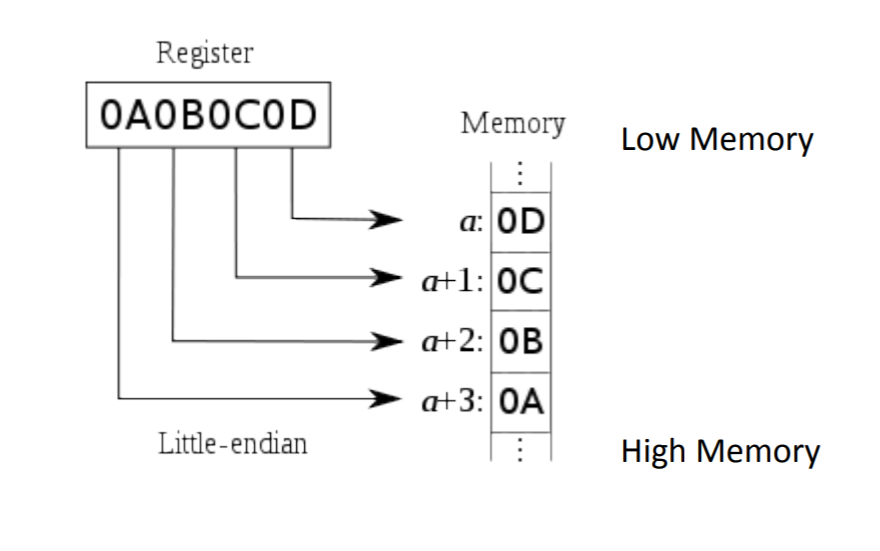 Register
0A0B0C0D
Memory
Low Memory
⋮
a: 0D
a+1: 0C
a+2: 0B
a+3: 0A
⋮
Little-endian
High Memory